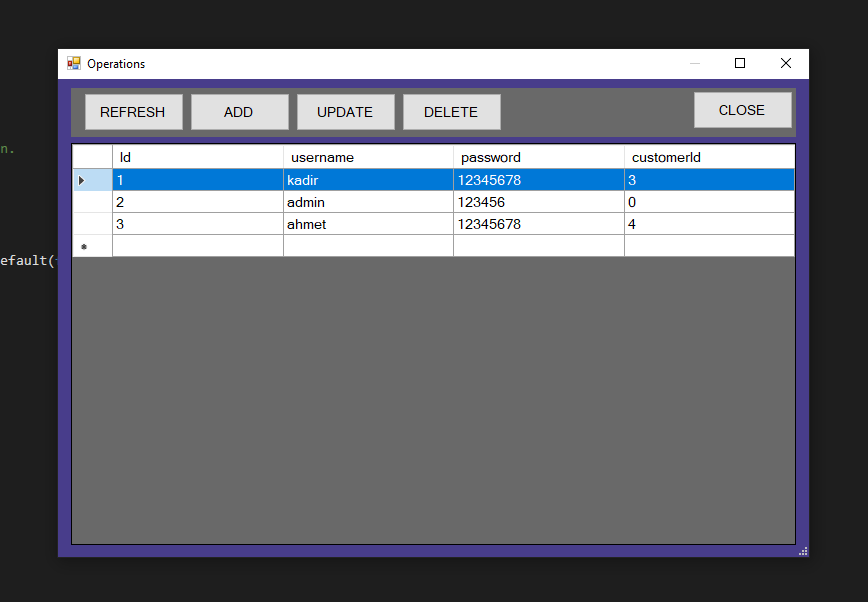 Operations
REFRESH ADD UPDATE DELETE CLOSE
n.
Id username password customerId
1 kadir 12345678 3
2 admin 123456 0
3 ahmet 12345678 4
efault(